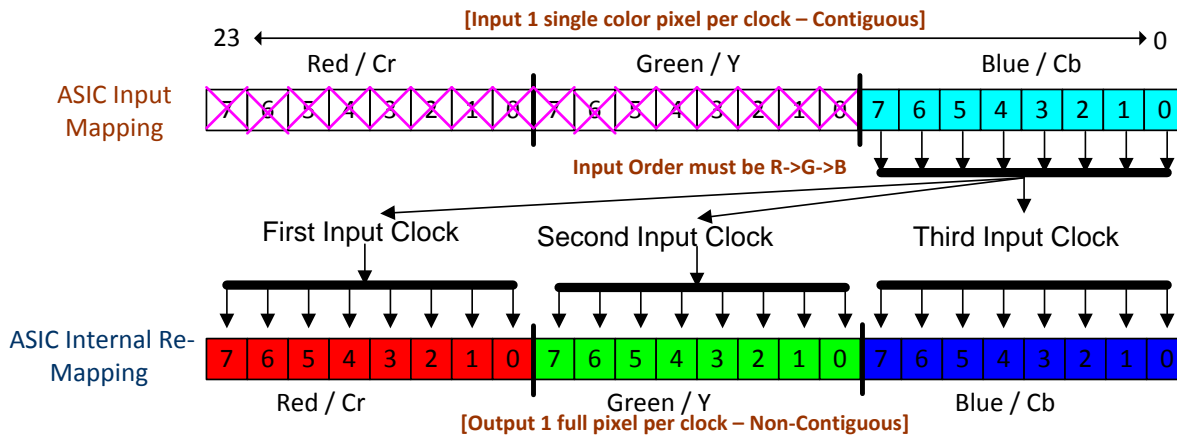 [Input 1 single color pixel per clock – Contiguous]
23 0
Red / Cr Green / Y Blue / Cb
ASIC Input
Mapping
7 6 5 4 3 2 1 0 7 6 5 4 3 2 1 0 7 6 5 4 3 2 1 0
Input Order must be R->G->B
First Input Clock Second Input Clock Third Input Clock
ASIC Internal Re-
Mapping
7 6 5 4 3 2 1 0 7 6 5 4 3 2 1 0 7 6 5 4 3 2 1 0
Red / Cr Green / Y Blue / Cb
[Output 1 full pixel per clock – Non-Contiguous]